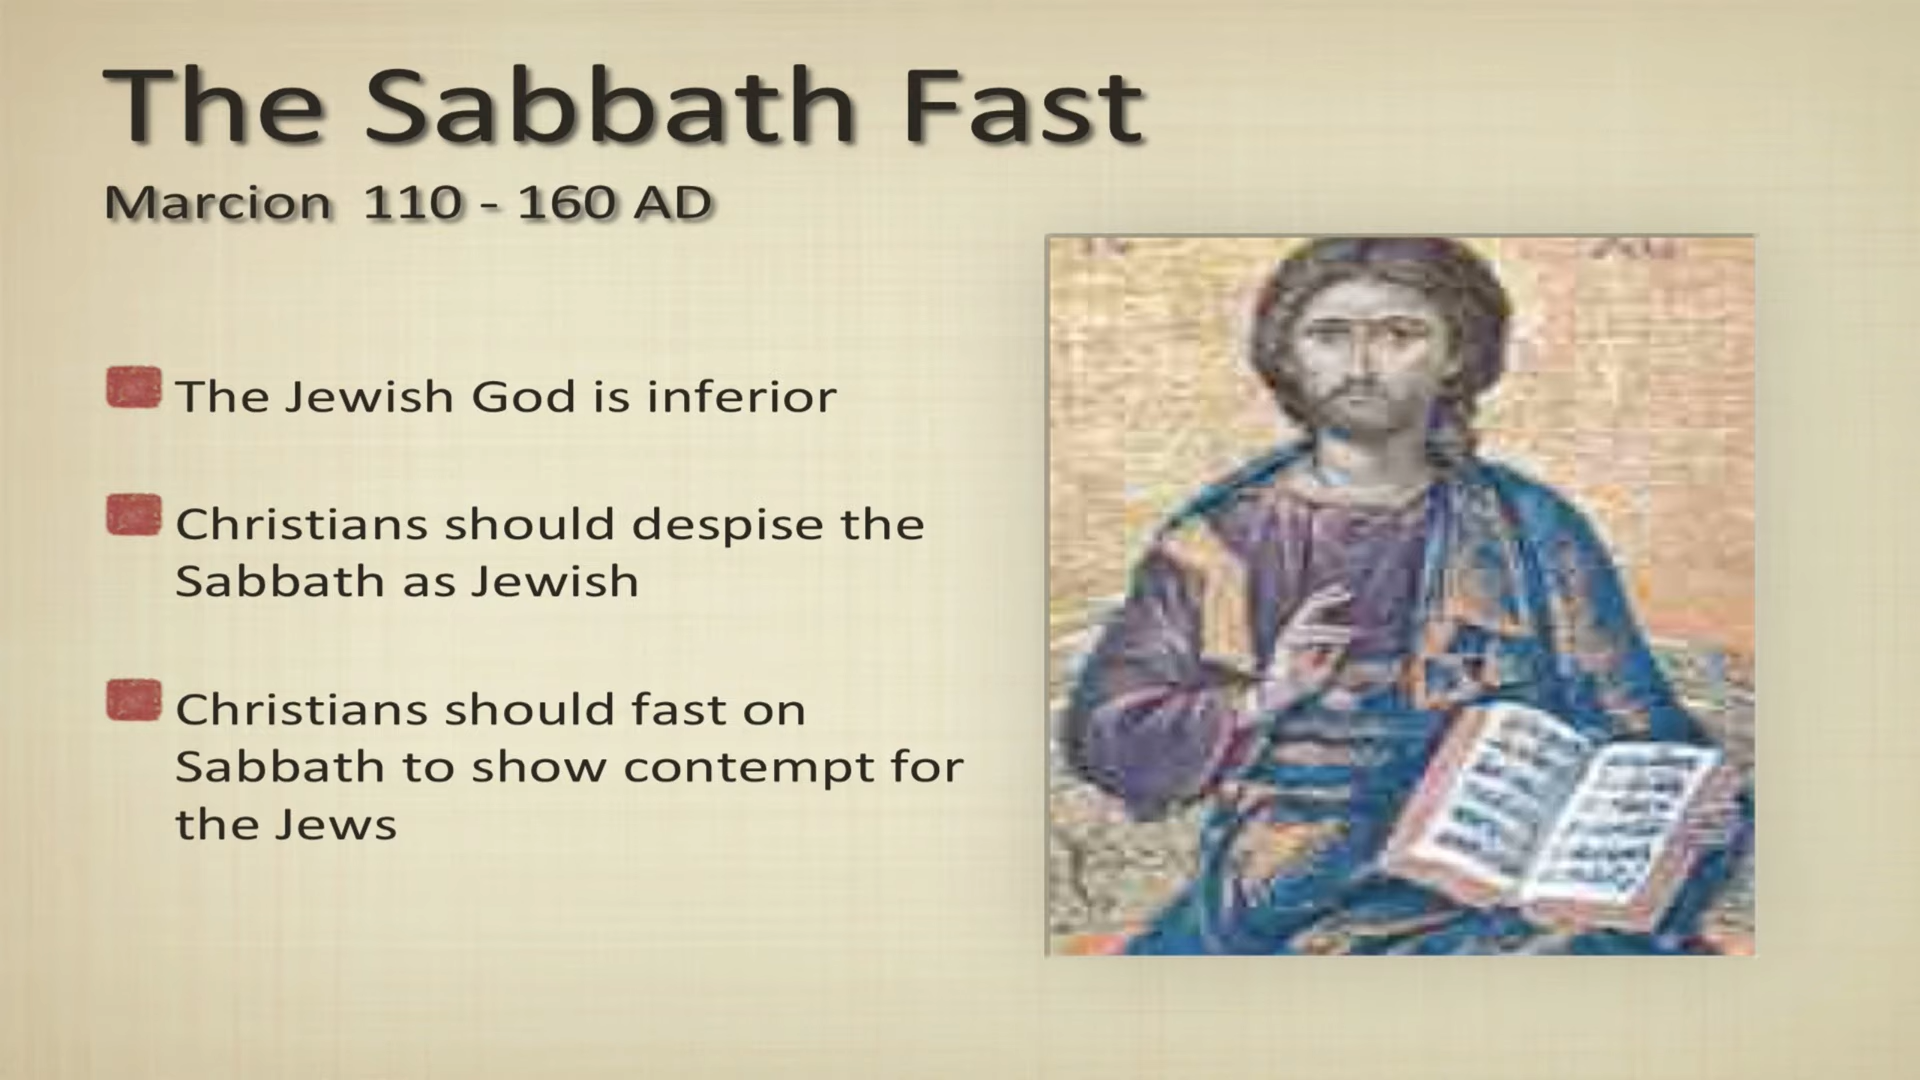 The Sabbath Fast
Marcion 110 - 160 AD
The Jewish God is inferior
Christians should despise the
Sabbath as Jewish
Christians should fast on
Sabbath to show contempt for
the Jews